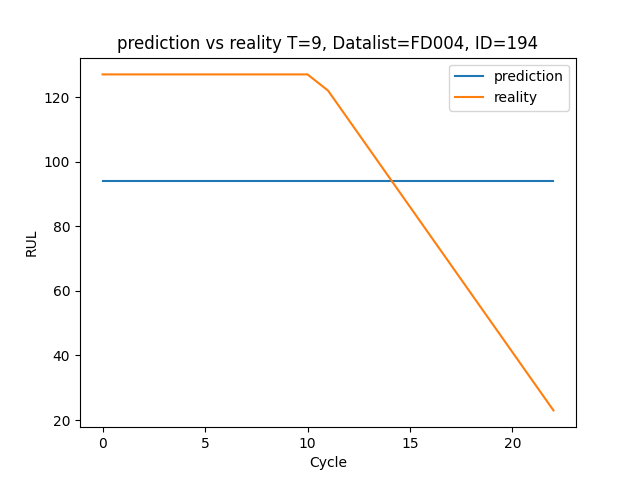 prediction vs reality T=9, Datalist=FD004, ID=194
prediction
reality
120
100
80
60
40
20
RUL
0 5 10 15 20
Cycle